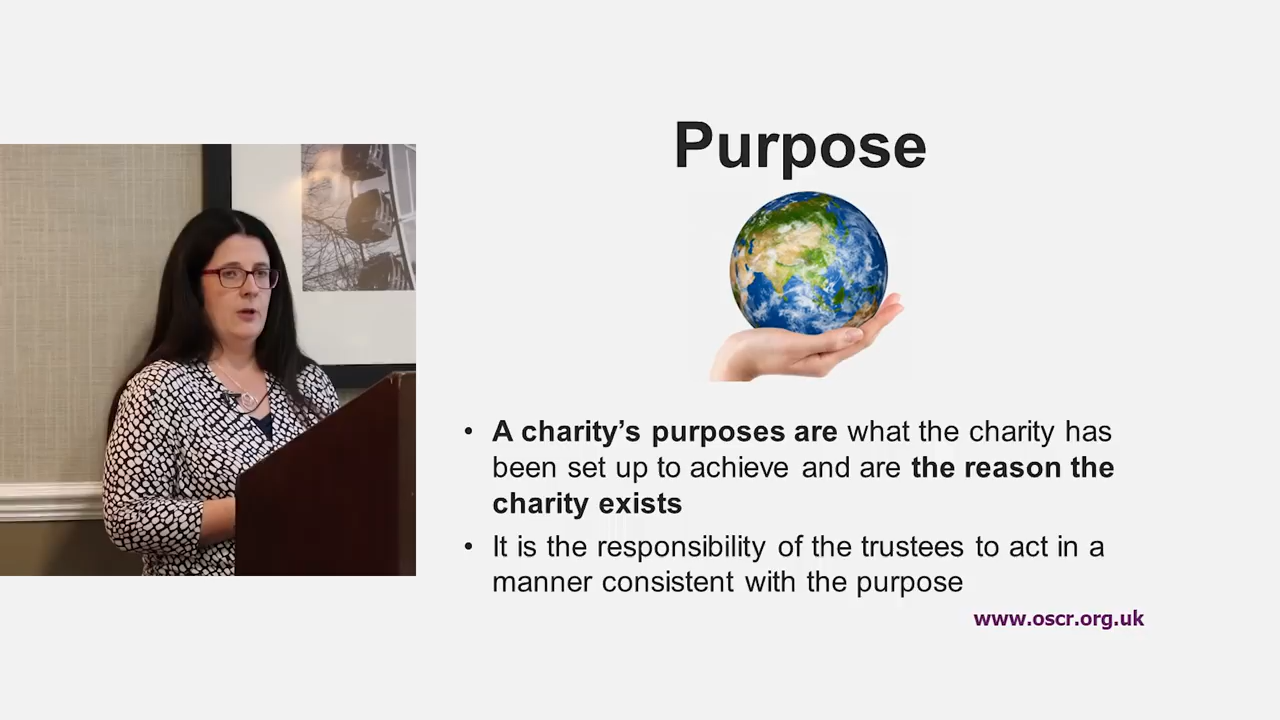 Purpose
• A charity’s purposes are what the charity has
been set up to achieve and are the reason the
charity exists
• It is the responsibility of the trustees to act in a
manner consistent with the purpose
www.oscr.org.uk